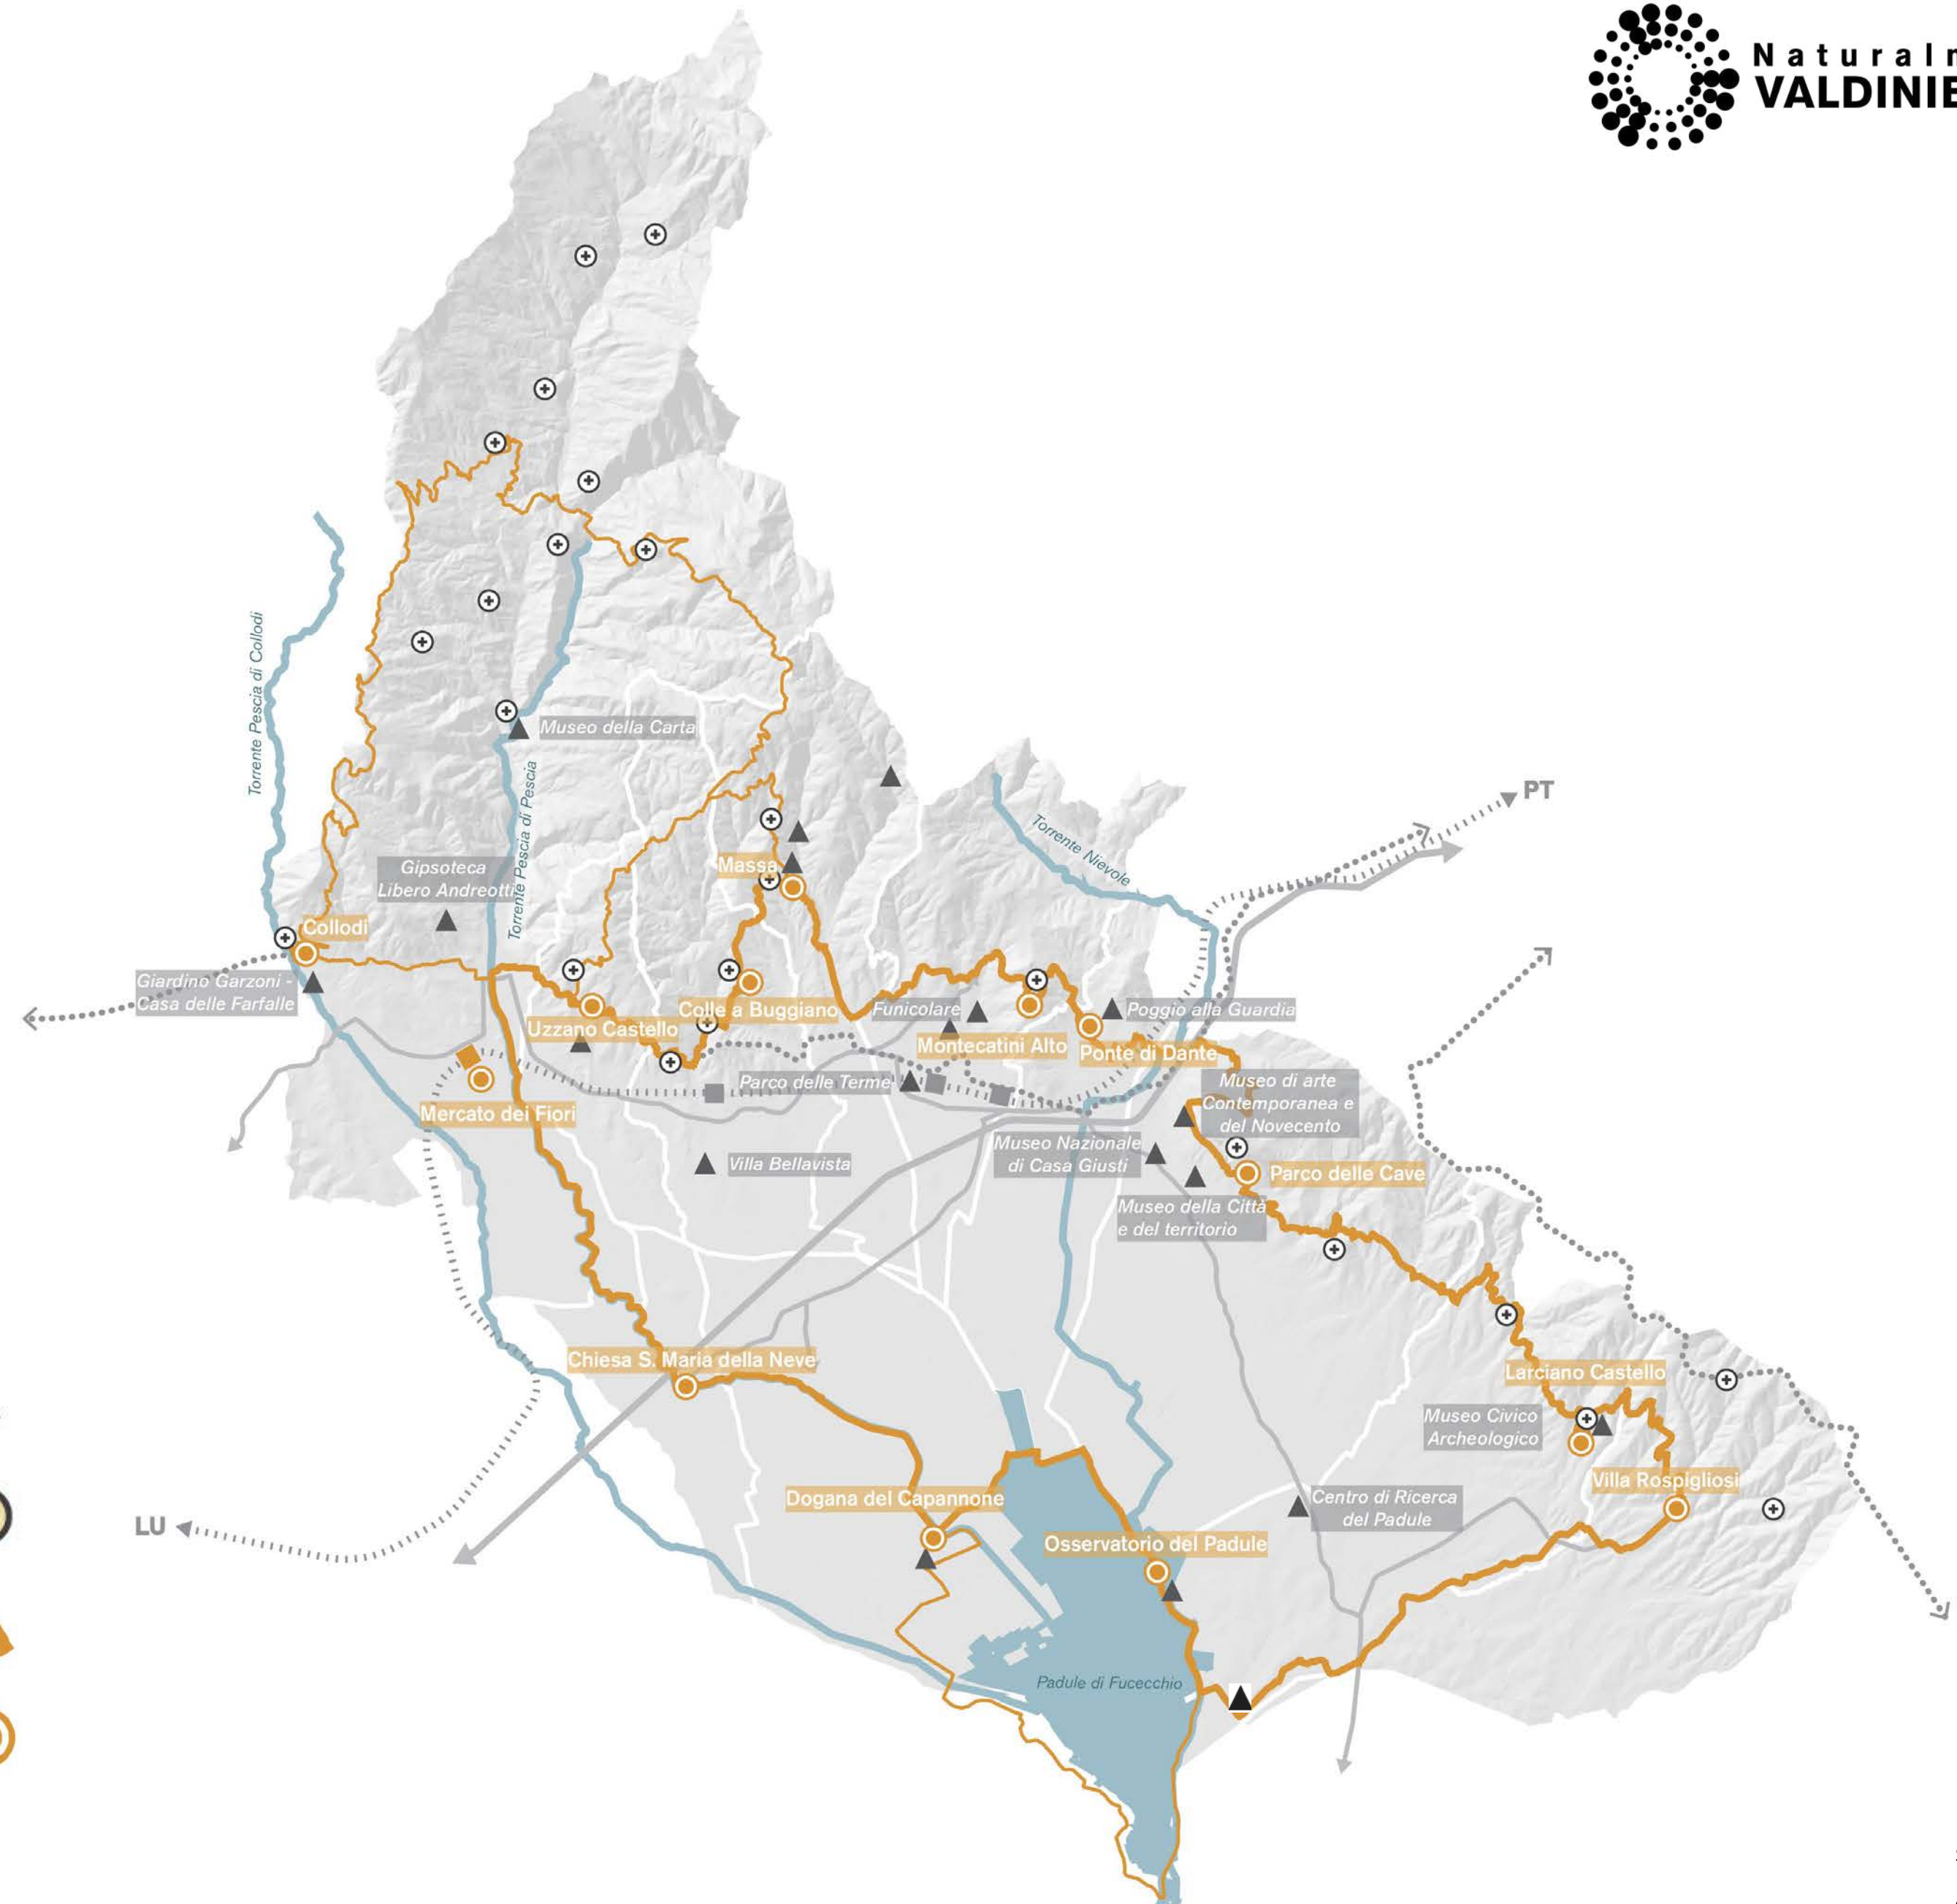 Naturalm
VALDINIE
Torrente Pescia di Collodi
Museo della Carta
Torrente Pescia di Pescia
PT
Torrente Nievole
Gipsoteca
Libero Andreotti
Massa
Collodi
Giardino Garzoni -
Casa delle Farfalle
Colle a Buggiano
Funicolare
Poggio alla Guardia
Uzzano Castello
Montecatini Alto
Ponte di Dante
Parco delle Terme
Museo di arte
Contemporanea e
del Novecento
Mercato dei Fiori
Museo Nazionale
di Casa Giusti
Villa Bellavista
Parco delle Cave
Museo della Città
e del territorio
Chiesa S. Maria della Neve
Larciano Castello
Museo Civico
Archeologico
Villa Rospigliosi
Dogana del Capannone
Centro di Ricerca
del Padule
LU
Osservatorio del Padule
Padule di Fucecchio